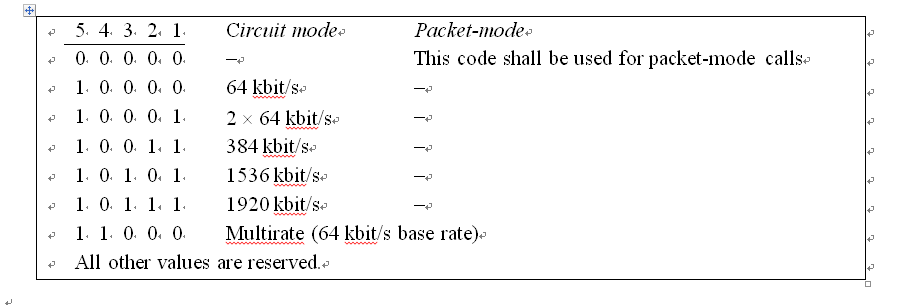 5 4 3 2 1 Circuit mode Packet-mode
0 0 0 0 0 – This code shall be used for packet-mode calls
1 0 0 0 0 64 kbit/s –
1 0 0 0 1 2 × 64 kbit/s –
1 0 0 1 1 384 kbit/s –
1 0 1 0 1 1536 kbit/s –
1 0 1 1 1 1920 kbit/s –
1 1 0 0 0 Multirate (64 kbit/s base rate)
All other values are reserved.